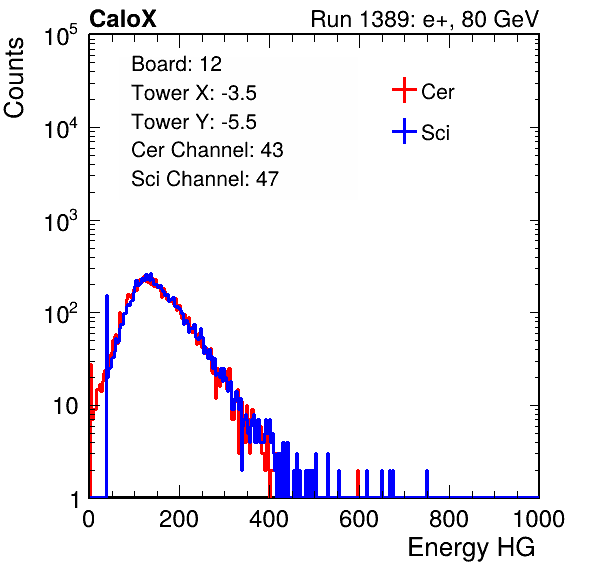 CaloX Run 1389: e+, 80 GeV
Counts
Board: 12
Tower X: -3.5
Tower Y: -5.5
Cer Channel: 43
Sci Channel: 47
Cer
Sci
10^5
10^4
10^3
10^2
10
1
0 200 400 600 800 1000
Energy HG